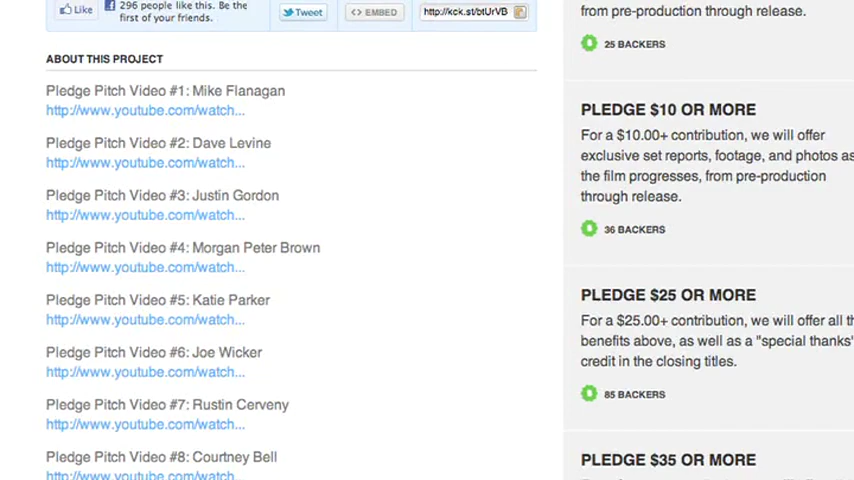 Like
296 people like this. Be the
first of your friends.
Tweet
<> EMBED
http://kck.st/btUrVB
ABOUT THIS PROJECT
Pledge Pitch Video #1: Mike Flanagan
http://www.youtube.com/watch...
Pledge Pitch Video #2: Dave Levine
http://www.youtube.com/watch...
Pledge Pitch Video #3: Justin Gordon
http://www.youtube.com/watch...
Pledge Pitch Video #4: Morgan Peter Brown
http://www.youtube.com/watch...
Pledge Pitch Video #5: Katie Parker
http://www.youtube.com/watch...
Pledge Pitch Video #6: Joe Wicker
http://www.youtube.com/watch...
Pledge Pitch Video #7: Rustin Cerveny
http://www.youtube.com/watch...
Pledge Pitch Video #8: Courtney Bell
http://www.youtube.com/watch...
from pre-production through release.
25 BACKERS
PLEDGE $10 OR MORE
For a $10.00+ contribution, we will offer
exclusive set reports, footage, and photos as
the film progresses, from pre-production
through release.
36 BACKERS
PLEDGE $25 OR MORE
For a $25.00+ contribution, we will offer all th
benefits above, as well as a "special thanks"
credit in the closing titles.
85 BACKERS
PLEDGE $35 OR MORE